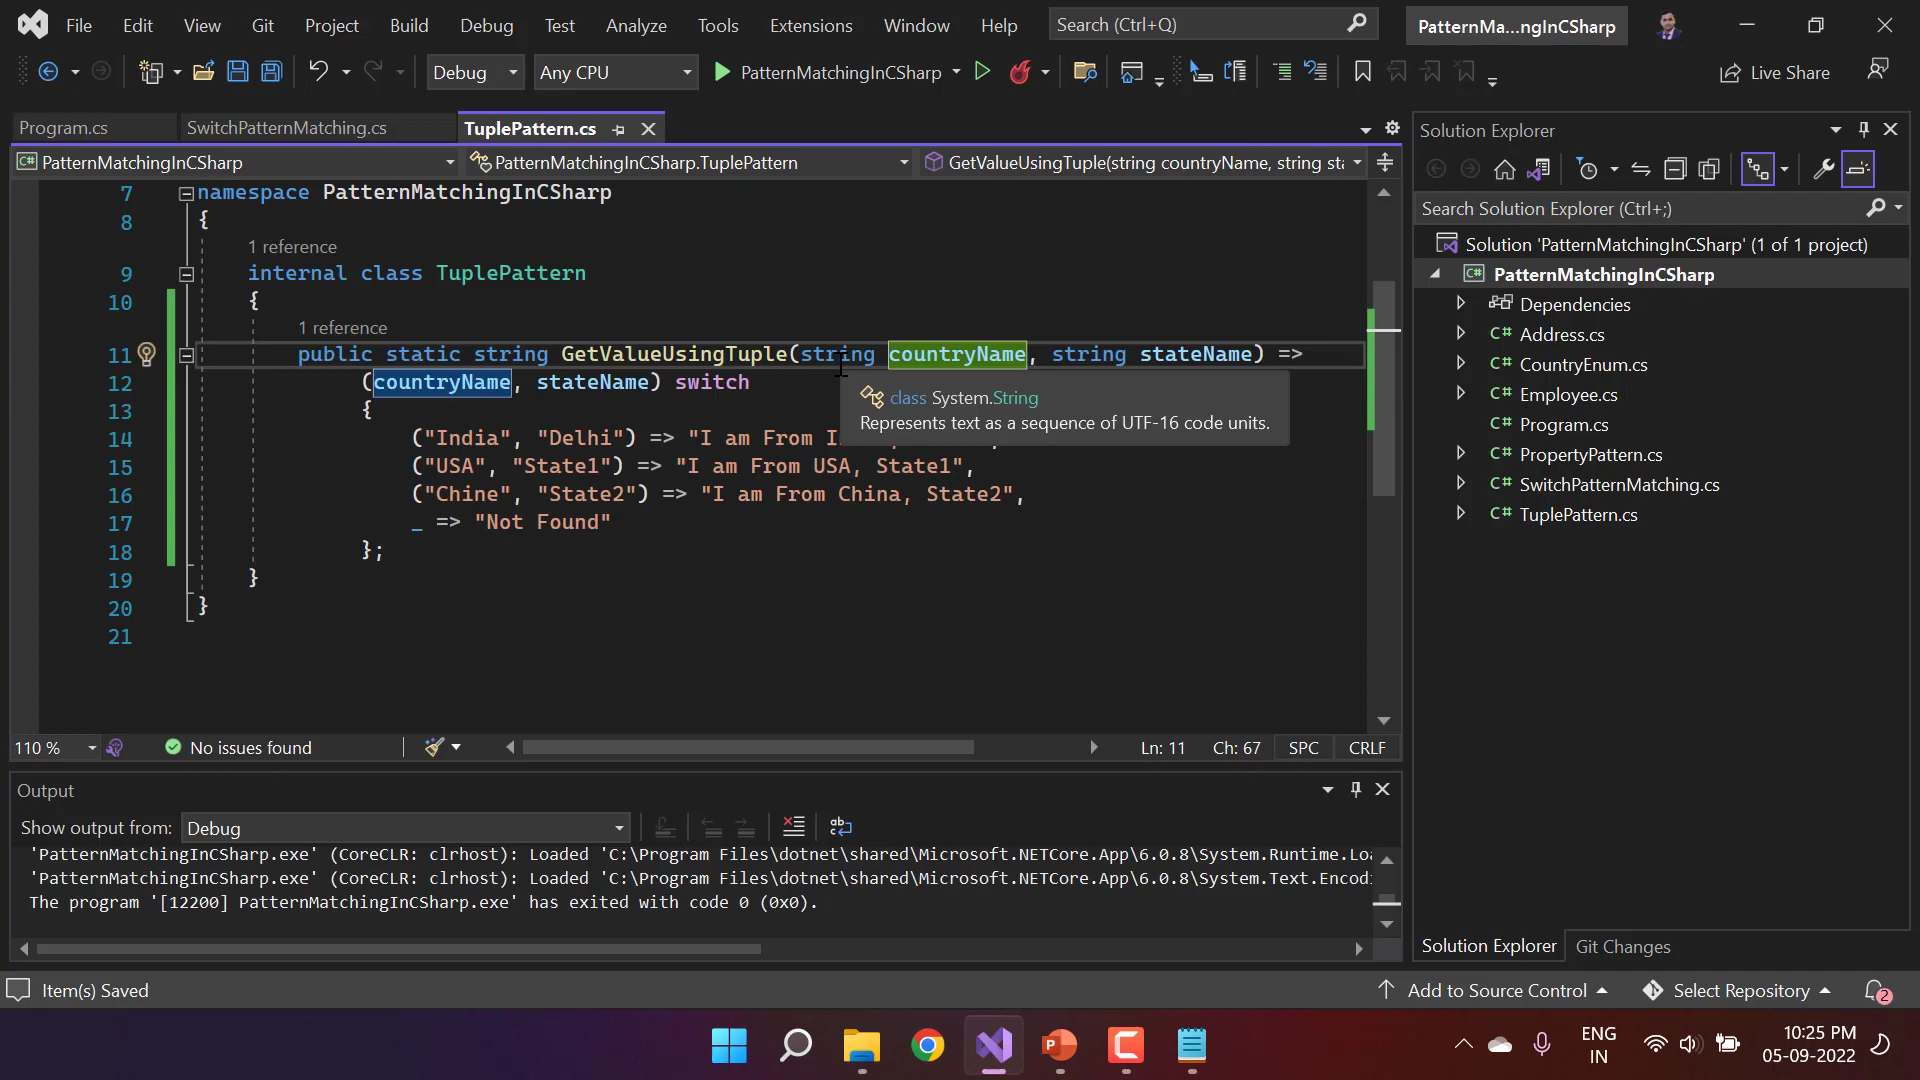 File Edit View Git Project Build Debug Test Analyze Tools Extensions Window Help Search (Ctrl+Q) PatternMa...ngInCSharp
Debug Any CPU PatternMatchingInCSharp Live Share
Program.cs SwitchPatternMatching.cs TuplePattern.cs
C# PatternMatchingInCSharp PatternMatchingInCSharp.TuplePattern GetValueUsingTuple(string countryName, string sta
7 namespace PatternMatchingInCSharp
8 {
1 reference
9 internal class TuplePattern
10 {
1 reference
11 public static string GetValueUsingTuple(string countryName, string stateName) =>
12 (countryName, stateName) switch
13 {
class System.String
Represents text as a sequence of UTF-16 code units.
14 ("India", "Delhi") => "I am From I
15 ("USA", "State1") => "I am From USA, State1",
16 ("Chine", "State2") => "I am From China, State2",
17 _ => "Not Found"
18 };
19 }
20 }
21
110 % No issues found Ln: 11 Ch: 67 SPC CRLF
Output
Show output from: Debug
'PatternMatchingInCSharp.exe' (CoreCLR: clrhost): Loaded 'C:\Program Files\dotnet\shared\Microsoft.NETCore.App\6.0.8\System.Runtime.Loa
'PatternMatchingInCSharp.exe' (CoreCLR: clrhost): Loaded 'C:\Program Files\dotnet\shared\Microsoft.NETCore.App\6.0.8\System.Text.Encodi
The program '[12200] PatternMatchingInCSharp.exe' has exited with code 0 (0x0).
Solution Explorer
Search Solution Explorer (Ctrl+;)
Solution 'PatternMatchingInCSharp' (1 of 1 project)
C# PatternMatchingInCSharp
Dependencies
C# Address.cs
C# CountryEnum.cs
C# Employee.cs
C# Program.cs
C# PropertyPattern.cs
C# SwitchPatternMatching.cs
C# TuplePattern.cs
Solution Explorer Git Changes
Item(s) Saved Add to Source Control Select Repository 2
ENG
IN
10:25 PM
05-09-2022